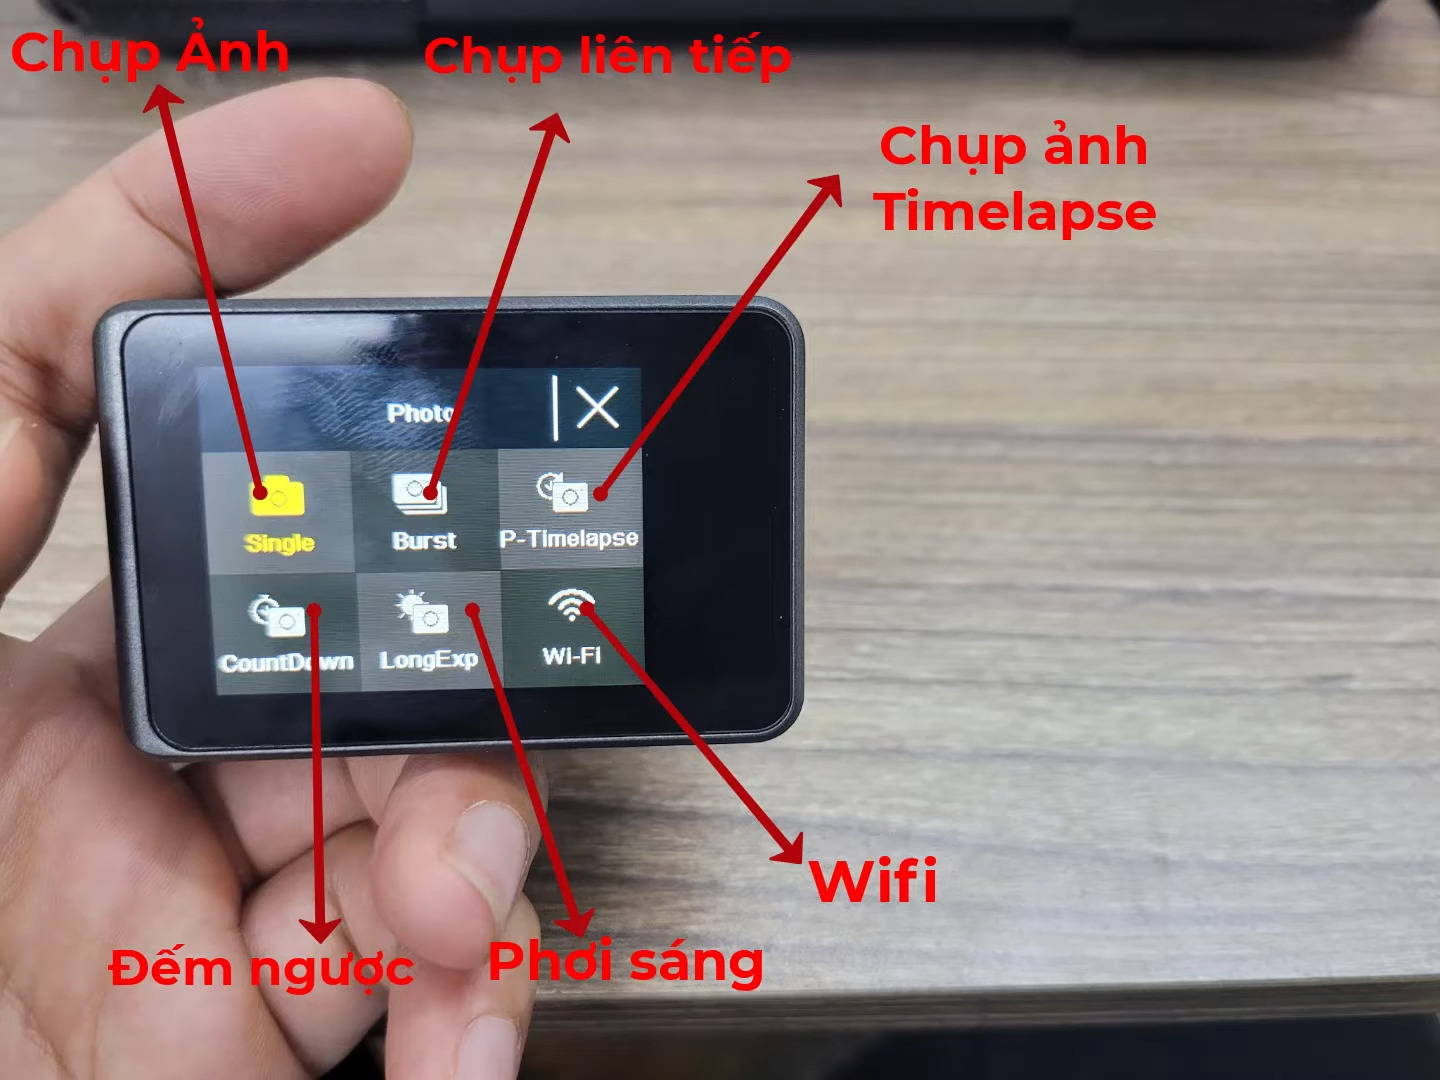 Chụp Ảnh
Chụp liên tiếp
Chụp ảnh
Timelapse
Photo
Single
Burst
P-Timelapse
CountDown
LongExp
Wi-Fi
Wifi
Đếm ngược
Phơi sáng